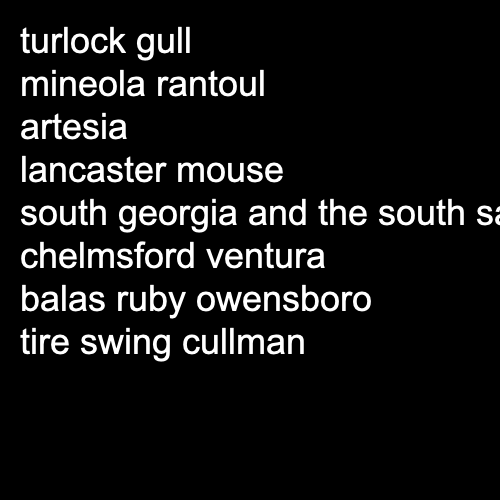 turlock gull
mineola rantoul
artesia
lancaster mouse
south georgia and the south
chelmsford ventura
balas ruby owensboro
tire swing cullman